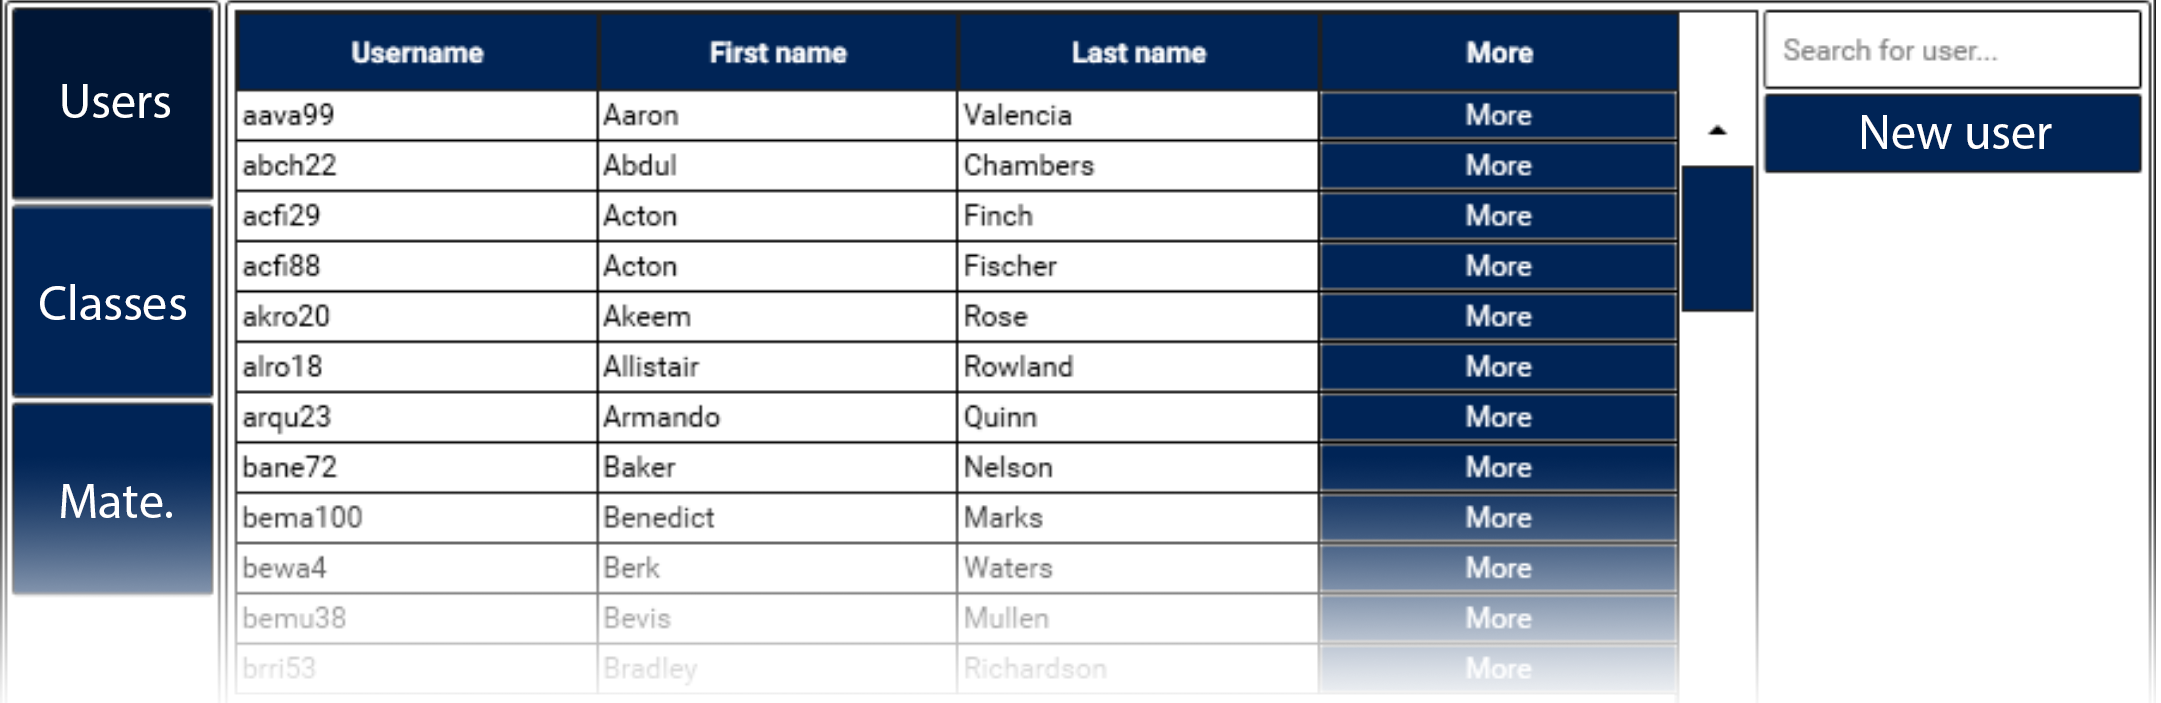 Users
Classes
Mate.
Username First name Last name More
aava99 Aaron Valencia More
abch22 Abdul Chambers More
acfi29 Acton Finch More
acfi88 Acton Fischer More
akro20 Akeem Rose More
alro18 Allistair Rowland More
arqu23 Armando Quinn More
bane72 Baker Nelson More
bema100 Benedict Marks More
bewa4 Berk Waters More
bemu38 Bevis Mullen More
brri53 Bradley Richardson More
Search for user...
New user